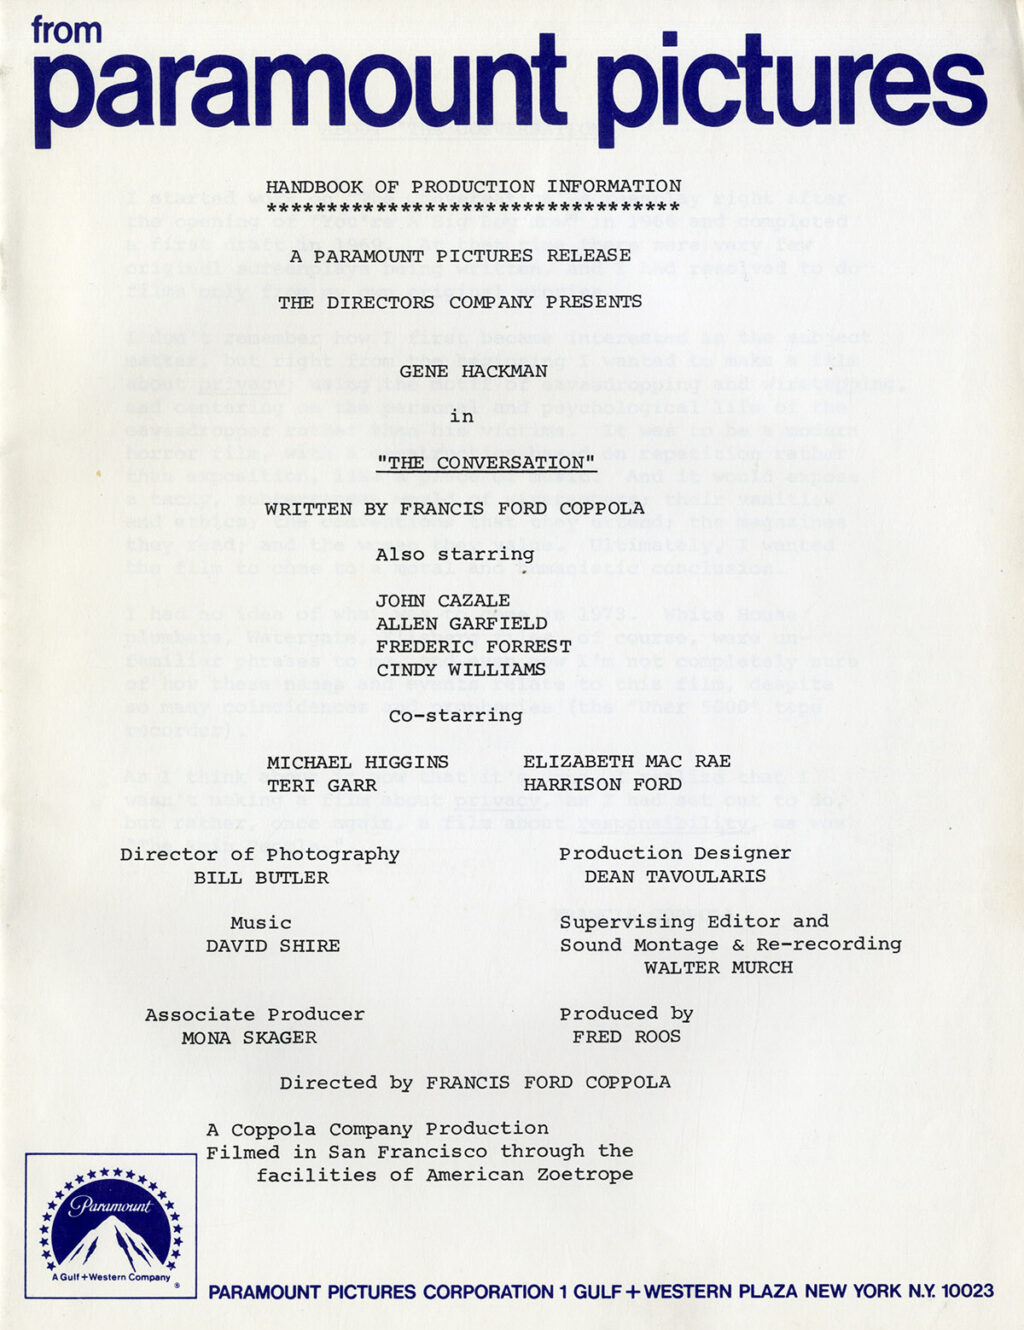 from
paramount pictures
HANDBOOK OF PRODUCTION INFORMATION
**********************************
A PARAMOUNT PICTURES RELEASE
THE DIRECTORS COMPANY PRESENTS
GENE HACKMAN
in
"THE CONVERSATION"
WRITTEN BY FRANCIS FORD COPPOLA
Also starring
JOHN CAZALE
ALLEN GARFIELD
FREDERIC FORREST
CINDY WILLIAMS
Co-starring
MICHAEL HIGGINS ELIZABETH MAC RAE
TERI GARR HARRISON FORD
Director of Photography
BILL BUTLER
Production Designer
DEAN TAVOULARIS
Music
DAVID SHIRE
Supervising Editor and
Sound Montage & Re-recording
WALTER MURCH
Associate Producer
MONA SKAGER
Produced by
FRED ROOS
Directed by FRANCIS FORD COPPOLA
A Coppola Company Production
Filmed in San Francisco through the
facilities of American Zoetrope
Paramount
A Gulf+Western Company
®
PARAMOUNT PICTURES CORPORATION 1 GULF+WESTERN PLAZA NEW YORK N.Y. 10023